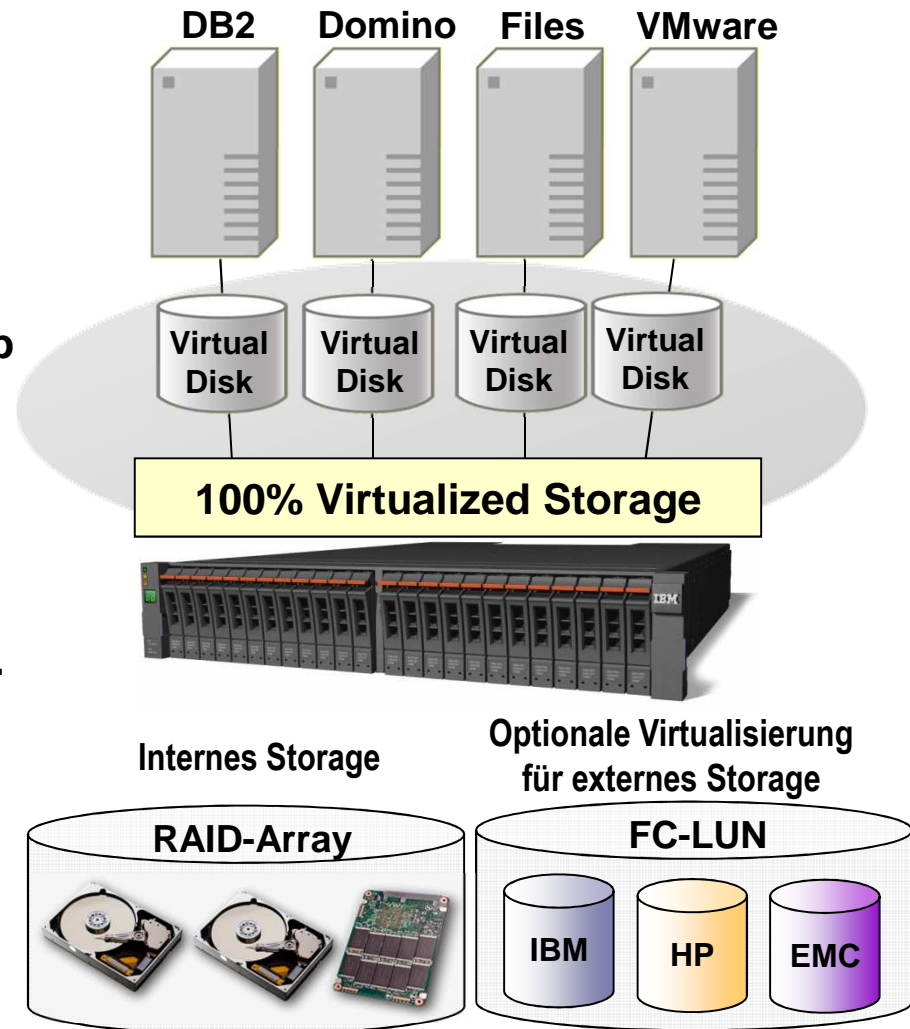 DB2 Domino Files VMware
Virtual Disk
Virtual Disk
Virtual Disk
Virtual Disk
100% Virtualized Storage
IBM
Internes Storage
Optionale Virtualisierung
für externes Storage
RAID-Array
FC-LUN
IBM
HP
EMC